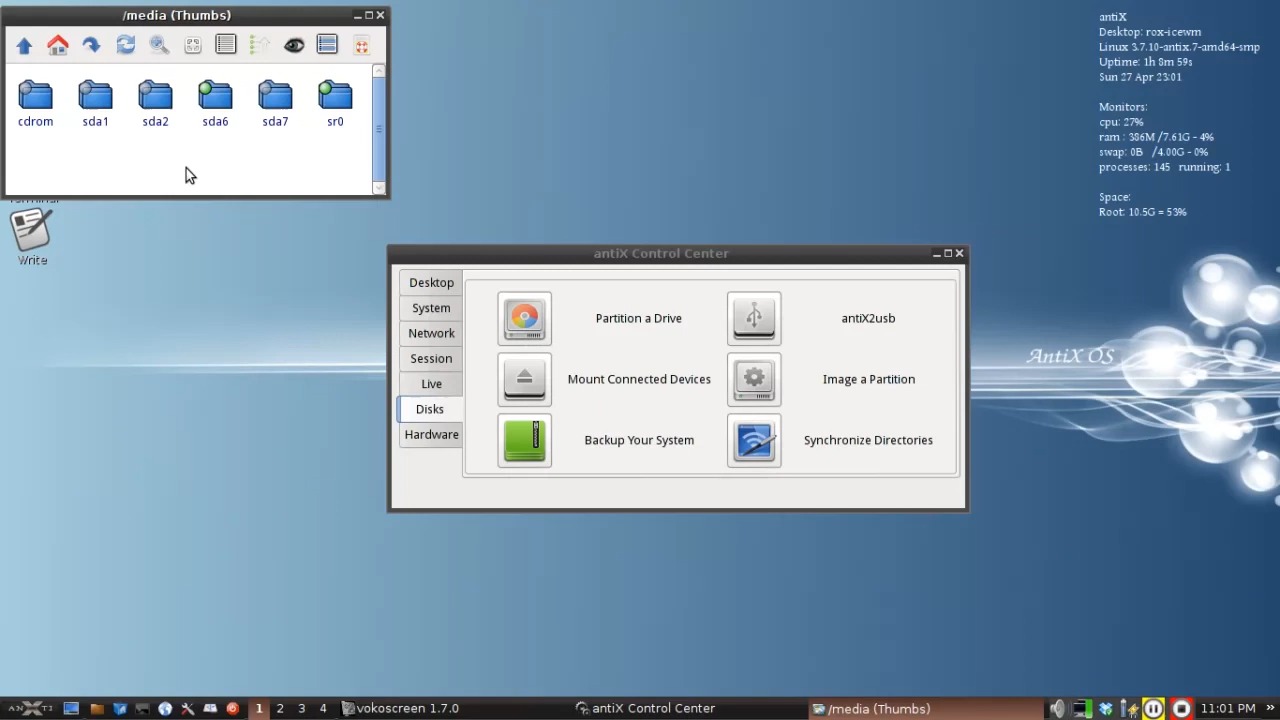 /media (Thumbs)
cdrom sda1 sda2 sda6 sda7 sr0
Write
antiX
Desktop: rox-icewm
Linux 3.7.10-antix.7-amd64-smp
Uptime: 1h 8m 59s
Sun 27 Apr 23:01
Monitors:
cpu: 27%
ram : 386M /7.61G - 4%
swap: 0B /4.00G - 0%
processes: 145 running: 1
Space:
Root: 10.5G = 53%
AntiX OS
antiX Control Center
Desktop
System
Network
Session
Live
Disks
Hardware
Partition a Drive
antiX2usb
Mount Connected Devices
Image a Partition
Backup Your System
Synchronize Directories
ANTI 1 2 3 4 vokoscreen 1.7.0 antiX Control Center /media (Thumbs) 11:01 PM »